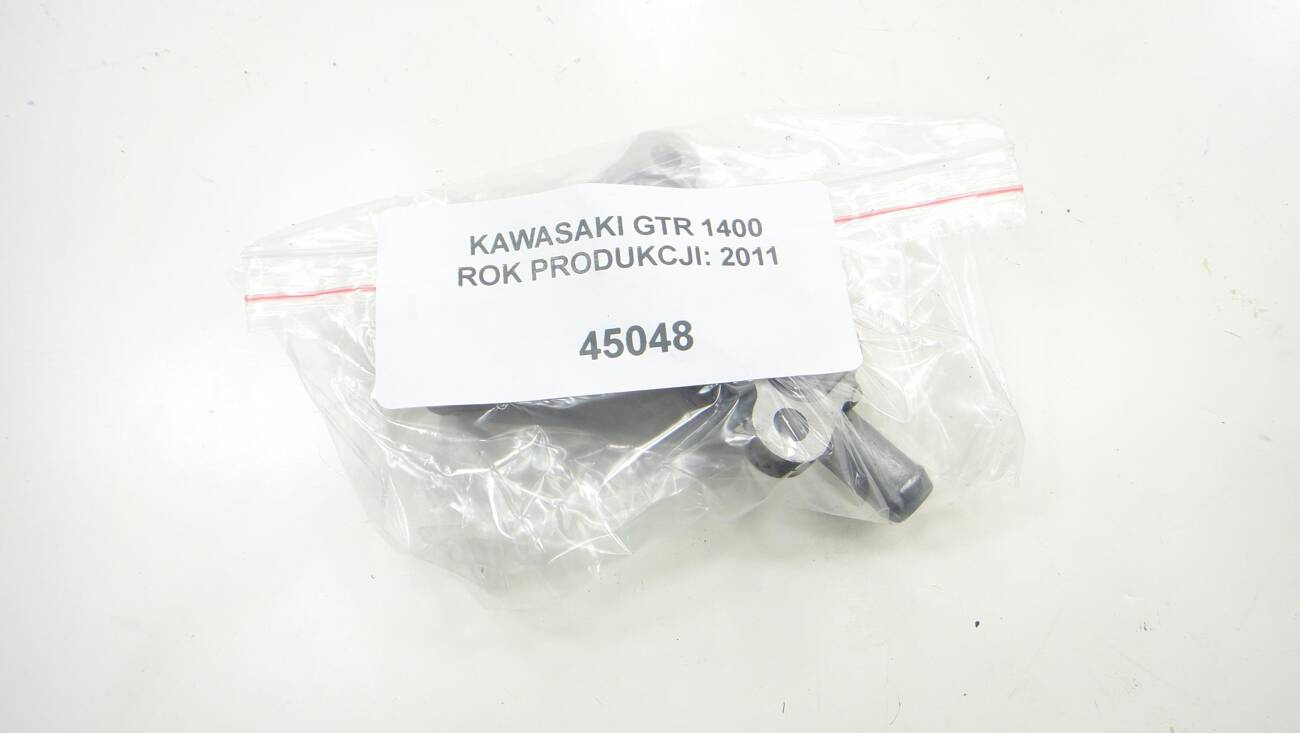 KAWASAKI GTR 1400
ROK PRODUKCJI: 2011
45048